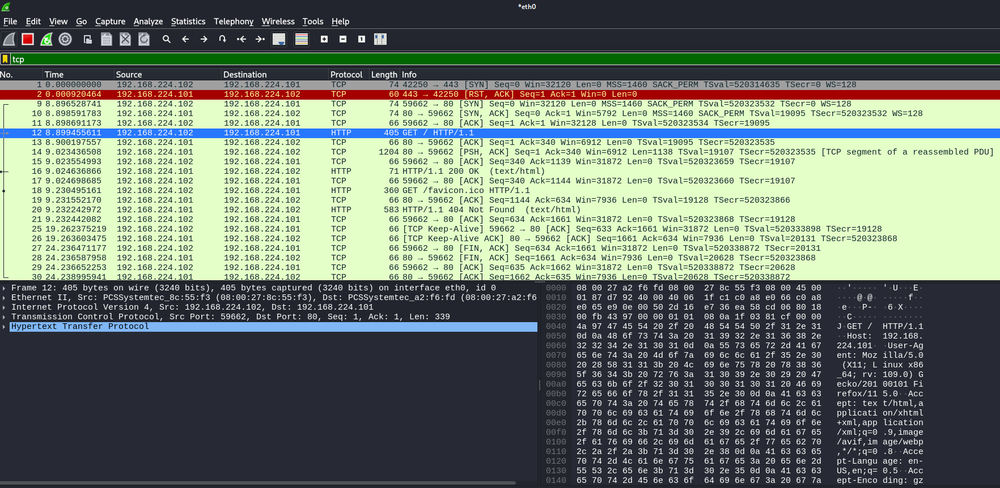 *eth0
File Edit View Go Capture Analyze Statistics Telephony Wireless Tools Help
tcp
No. Time Source Destination Protocol Length Info
1 0.000000000 192.168.224.102 192.168.224.101 TCP 74 42250 → 443 [SYN] Seq=0 Win=32120 Len=0 MSS=1460 SACK_PERM TSval=520314635 TSecr=0 WS=128
2 0.000920464 192.168.224.101 192.168.224.102 TCP 60 443 → 42250 [RST, ACK] Seq=1 Ack=1 Win=0 Len=0
9 8.896528741 192.168.224.102 192.168.224.101 TCP 74 59662 → 80 [SYN] Seq=0 Win=32120 Len=0 MSS=1460 SACK_PERM TSval=520323532 TSecr=0 WS=128
10 8.898591783 192.168.224.101 192.168.224.102 TCP 74 80 → 59662 [SYN, ACK] Seq=0 Ack=1 Win=5792 Len=0 MSS=1460 SACK_PERM TSval=19095 TSecr=520323532 WS=128
11 8.898691173 192.168.224.102 192.168.224.101 TCP 66 59662 → 80 [ACK] Seq=1 Ack=1 Win=32128 Len=0 TSval=520323534 TSecr=19095
12 8.899455611 192.168.224.102 192.168.224.101 HTTP 405 GET / HTTP/1.1
13 8.900197557 192.168.224.101 192.168.224.102 TCP 66 80 → 59662 [ACK] Seq=1 Ack=340 Win=6912 Len=0 TSval=19095 TSecr=520323535
14 9.023436508 192.168.224.101 192.168.224.102 TCP 1204 80 → 59662 [PSH, ACK] Seq=1 Ack=340 Win=6912 Len=1138 TSval=19107 TSecr=520323535 [TCP segment of a reassembled PDU]
15 9.023554993 192.168.224.102 192.168.224.101 TCP 66 59662 → 80 [ACK] Seq=340 Ack=1139 Win=31872 Len=0 TSval=520323659 TSecr=19107
16 9.024636866 192.168.224.101 192.168.224.102 HTTP 71 HTTP/1.1 200 OK (text/html)
17 9.024698685 192.168.224.102 192.168.224.101 TCP 66 59662 → 80 [ACK] Seq=340 Ack=1144 Win=31872 Len=0 TSval=520323660 TSecr=19107
18 9.230495161 192.168.224.102 192.168.224.101 HTTP 360 GET /favicon.ico HTTP/1.1
19 9.231552170 192.168.224.101 192.168.224.102 TCP 66 80 → 59662 [ACK] Seq=1144 Ack=634 Win=7936 Len=0 TSval=19128 TSecr=520323866
20 9.232242972 192.168.224.101 192.168.224.102 HTTP 583 HTTP/1.1 404 Not Found (text/html)
21 9.232442082 192.168.224.102 192.168.224.101 TCP 66 59662 → 80 [ACK] Seq=634 Ack=1661 Win=31872 Len=0 TSval=520323868 TSecr=19128
25 19.262375219 192.168.224.102 192.168.224.101 TCP 66 [TCP Keep-Alive] 59662 → 80 [ACK] Seq=633 Ack=1661 Win=31872 Len=0 TSval=520333898 TSecr=19128
26 19.263603475 192.168.224.101 192.168.224.102 TCP 66 [TCP Keep-Alive ACK] 80 → 59662 [ACK] Seq=1661 Ack=634 Win=7936 Len=0 TSval=20131 TSecr=520323868
27 24.236471177 192.168.224.102 192.168.224.101 TCP 66 59662 → 80 [FIN, ACK] Seq=634 Ack=1661 Win=31872 Len=0 TSval=520338872 TSecr=20131
28 24.236587958 192.168.224.101 192.168.224.102 TCP 66 80 → 59662 [FIN, ACK] Seq=1661 Ack=634 Win=7936 Len=0 TSval=20628 TSecr=520323868
29 24.236652253 192.168.224.102 192.168.224.101 TCP 66 59662 → 80 [ACK] Seq=635 Ack=1662 Win=31872 Len=0 TSval=520338872 TSecr=20628
30 24.238995941 192.168.224.101 192.168.224.102 TCP 66 80 → 59662 [ACK] Seq=1662 Ack=635 Win=7936 Len=0 TSval=20628 TSecr=520338872
Frame 12: 405 bytes on wire (3240 bits), 405 bytes captured (3240 bits) on interface eth0, id 0
Ethernet II, Src: PCSSystemtec_8c:55:f3 (08:00:27:8c:55:f3), Dst: PCSSystemtec_a2:f6:fd (08:00:27:a2:f6
Internet Protocol Version 4, Src: 192.168.224.102, Dst: 192.168.224.101
Transmission Control Protocol, Src Port: 59662, Dst Port: 80, Seq: 1, Ack: 1, Len: 339
Hypertext Transfer Protocol
0000 08 00 27 a2 f6 fd 08 00 27 8c 55 f3 08 00 45 00 ··'····· '·U···E·
0010 01 87 d7 92 40 00 40 06 1f c1 c0 a8 e0 66 c0 a8 ····@·@· ·····f··
0020 e0 65 e9 0e 00 50 2d 16 e7 36 ea 58 cd 06 80 18 ·e···P-· ·6·X····
0030 00 fb 43 97 00 00 01 01 08 0a 1f 03 81 cf 00 00 ··C····· ········
0040 4a 97 47 45 54 20 2f 20 48 54 54 50 2f 31 2e 31 J·GET / HTTP/1.1
0050 0d 0a 48 6f 73 74 3a 20 31 39 32 2e 31 36 38 2e ··Host: 192.168.
0060 32 32 34 2e 31 30 31 0d 0a 55 73 65 72 2d 41 67 224.101· ·User-Ag
0070 65 6e 74 3a 20 4d 6f 7a 69 6c 6c 61 2f 35 2e 30 ent: Moz illa/5.0
0080 20 28 58 31 31 3b 20 4c 69 6e 75 78 20 78 38 36 (X11; L inux x86
0090 5f 36 34 3b 20 72 76 3a 31 30 39 2e 30 29 20 47 _64; rv: 109.0) G
00a0 65 63 6b 6f 2f 32 30 31 30 30 31 30 31 20 46 69 ecko/201 00101 Fi
00b0 72 65 66 6f 78 2f 31 31 35 2e 30 0d 0a 41 63 63 refox/11 5.0··Acc
00c0 65 70 74 3a 20 74 65 78 74 2f 68 74 6d 6c 2c 61 ept: tex t/html,a
00d0 70 70 6c 69 63 61 74 69 6f 6e 2f 78 68 74 6d 6c pplicati on/xhtml
00e0 2b 78 6d 6c 2c 61 70 70 6c 69 63 61 74 69 6f 6e +xml,app lication
00f0 2f 78 6d 6c 3b 71 3d 30 2e 39 2c 69 6d 61 67 65 /xml;q=0 .9,image
0100 2f 61 76 69 66 2c 69 6d 61 67 65 2f 77 65 62 70 /avif,im age/webp
0110 2c 2a 2f 2a 3b 71 3d 30 2e 38 0d 0a 41 63 63 65 ,*/*;q=0 .8··Acce
0120 70 74 2d 4c 61 6e 67 75 61 67 65 3a 20 65 6e 2d pt-Langu age: en-
0130 55 53 2c 65 6e 3b 71 3d 30 2e 35 0d 0a 41 63 63 US,en;q= 0.5··Acc
0140 65 70 74 2d 45 6e 63 6f 64 69 6e 67 3a 20 67 7a ept-Enco ding: gz